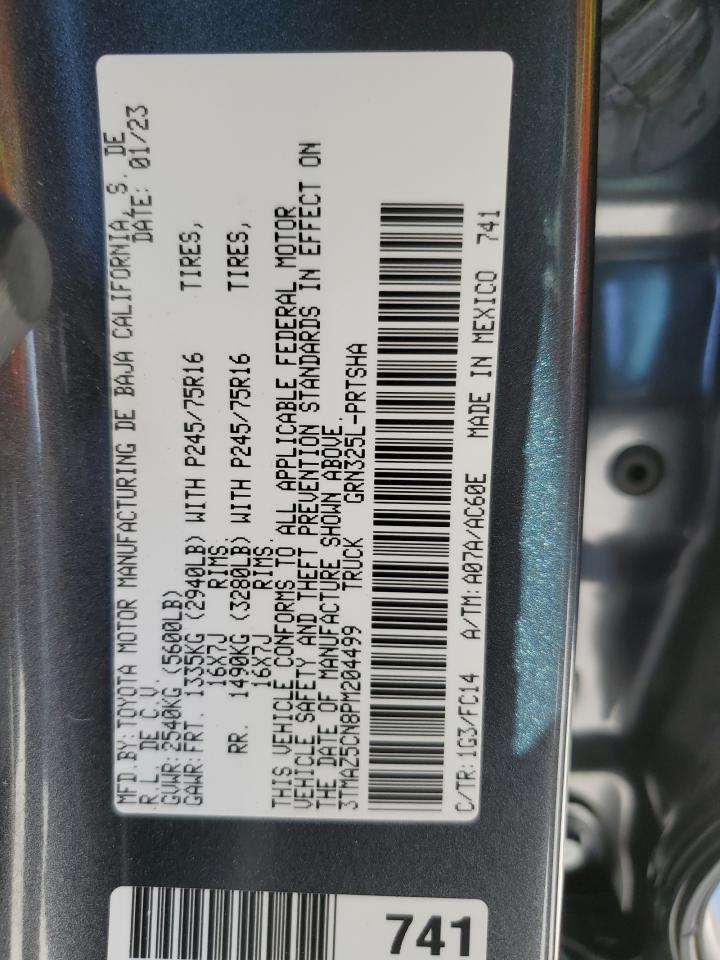 MFD.BY:TOYOTA MOTOR MANUFACTURING DE BAJA CALIFORNIA, S. DE
R.L. DE C.V. DATE: 01/23
GVWR:2540KG (5600LB)
GAWR:FRT. 1335KG (2940LB) WITH P245/75R16 TIRES,
16X7J RIMS.
RR. 1490KG (3280LB) WITH P245/75R16 TIRES,
16X7J RIMS.
THIS VEHICLE CONFORMS TO ALL APPLICABLE FEDERAL MOTOR
VEHICLE SAFETY AND THEFT PREVENTION STANDARDS IN EFFECT ON
THE DATE OF MANUFACTURE SHOWN ABOVE.
3TMAZ5CN8PM204499 TRUCK GRN325L-PRTSHA
C/TR:1G3/FC14 A/TM:A07A/AC60E MADE IN MEXICO 741
741